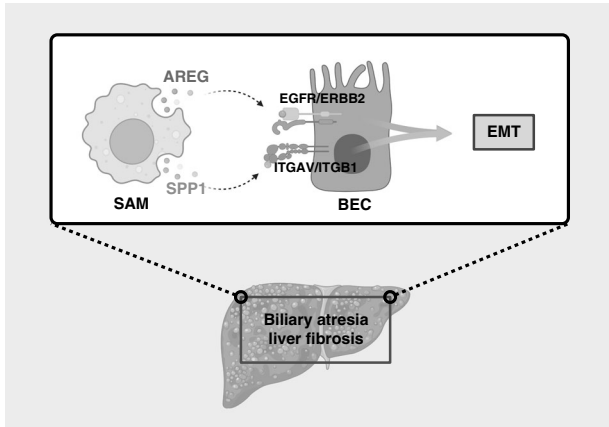 AREG
EGFR/ERBB2
EMT
ITGAV/ITGB1
SPP1
SAM
BEC
Biliary atresia
liver fibrosis